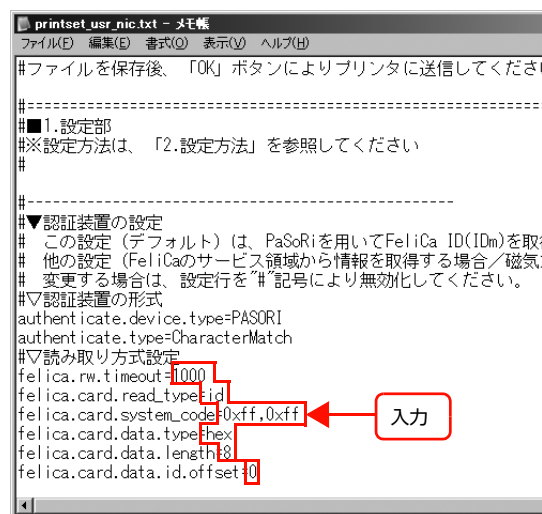 printset_usr_nic.txt - メモ帳
ファイル(F) 編集(E) 書式(O) 表示(V) ヘルプ(H)
#ファイルを保存後、「OK」ボタンによりプリンタに送信してくださ
#============================================================
#■1.設定部
#※設定方法は、「2.設定方法」を参照してください
#
#--------------------------------------------------
#▼認証装置の設定
#　この設定（デフォルト）は、PaSoRiを用いてFeliCa ID(IDm)を取
#　他の設定（FeliCaのサービス領域から情報を取得する場合／磁気
#　変更する場合は、設定行を"#"記号により無効化してください。
#▽認証装置の形式
authenticate.device.type=PASORI
authenticate.type=CharacterMatch
#▽読み取り方式設定
felica.rw.timeout=1000
felica.card.read_type=id
felica.card.system_code=0xff,0xff
入力
felica.card.data.type=hex
felica.card.data.length=8
felica.card.data.id.offset=0